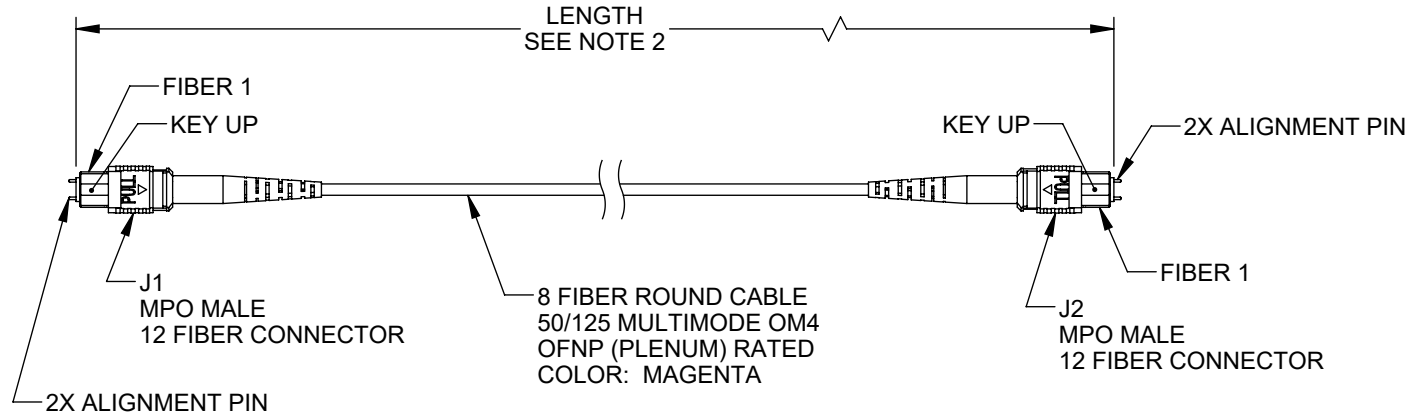 LENGTH
SEE NOTE 2
FIBER 1
KEY UP
KEY UP
2X ALIGNMENT PIN
PULL
PULL
J1
MPO MALE
12 FIBER CONNECTOR
8 FIBER ROUND CABLE
50/125 MULTIMODE OM4
OFNP (PLENUM) RATED
COLOR: MAGENTA
FIBER 1
J2
MPO MALE
12 FIBER CONNECTOR
2X ALIGNMENT PIN